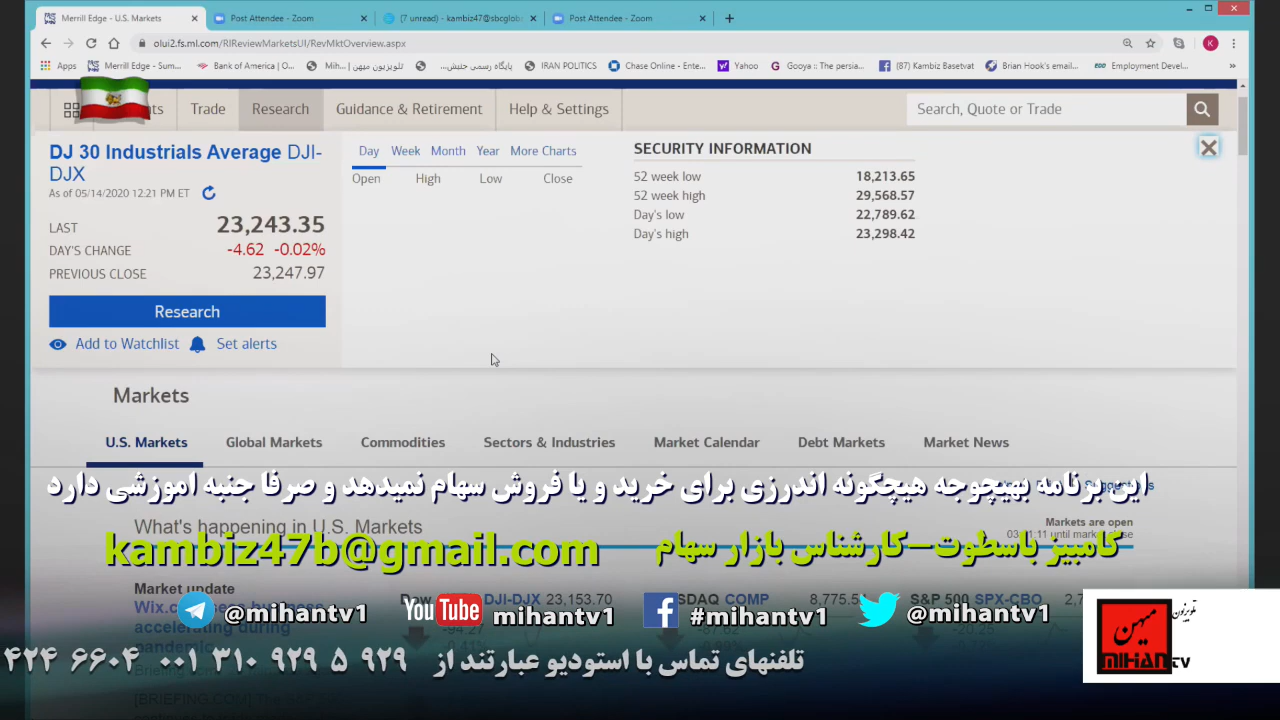 Merrill Edge - U.S. Markets
Post Attendee - Zoom
(7 unread) - kambiz47@sbcgloba
Post Attendee - Zoom
olui2.fs.ml.com/RIReviewMarketsUI/RevMktOverview.aspx
K
Apps
Merrill Edge - Sum...
Bank of America | O...
تلویزیون میهن | Mih...
پایگاه رسمی جنبش...
IRAN POLITICS
Chase Online - Ente...
Yahoo
Gooya - The persia...
(87) Kambiz Basetvat
Brian Hook's email...
Employment Devel...
Trade
Research
Guidance & Retirement
Help & Settings
Search, Quote or Trade
DJ 30 Industrials Average DJI-
DJX
As of 05/14/2020 12:21 PM ET
LAST 23,243.35
DAY'S CHANGE -4.62 -0.02%
PREVIOUS CLOSE 23,247.97
Research
Add to Watchlist
Set alerts
Day Week Month Year More Charts
Open High Low Close
SECURITY INFORMATION
52 week low 18,213.65
52 week high 29,568.57
Day's low 22,789.62
Day's high 23,298.42
Markets
U.S. Markets
Global Markets
Commodities
Sectors & Industries
Market Calendar
Debt Markets
Market News
این برنامه بهیچوجه هیچگونه اندرزی برای خرید و یا فروش سهام نمیدهد و صرفا جنبه اموزشی دارد
What's happening in U.S. Markets
Markets are open
کامبیز باسطوت-کارشناس بازار سهام
kambiz47b@gmail.com
Market update
DJI-DJX 23,153.70
COMP
S&P 500 SPX-CBO
accelerating during
@mihantv1
YouTube mihantv1
#mihantv1
@mihantv1
تلفنهای تماس با استودیو عبارتند از ۹۲۹ ۵ ۹۲۹ ۳۱۰ ۰۰۱ ۶۶۰۴ ۴۲۴
تلویزیون
میهن
MIHAN TV